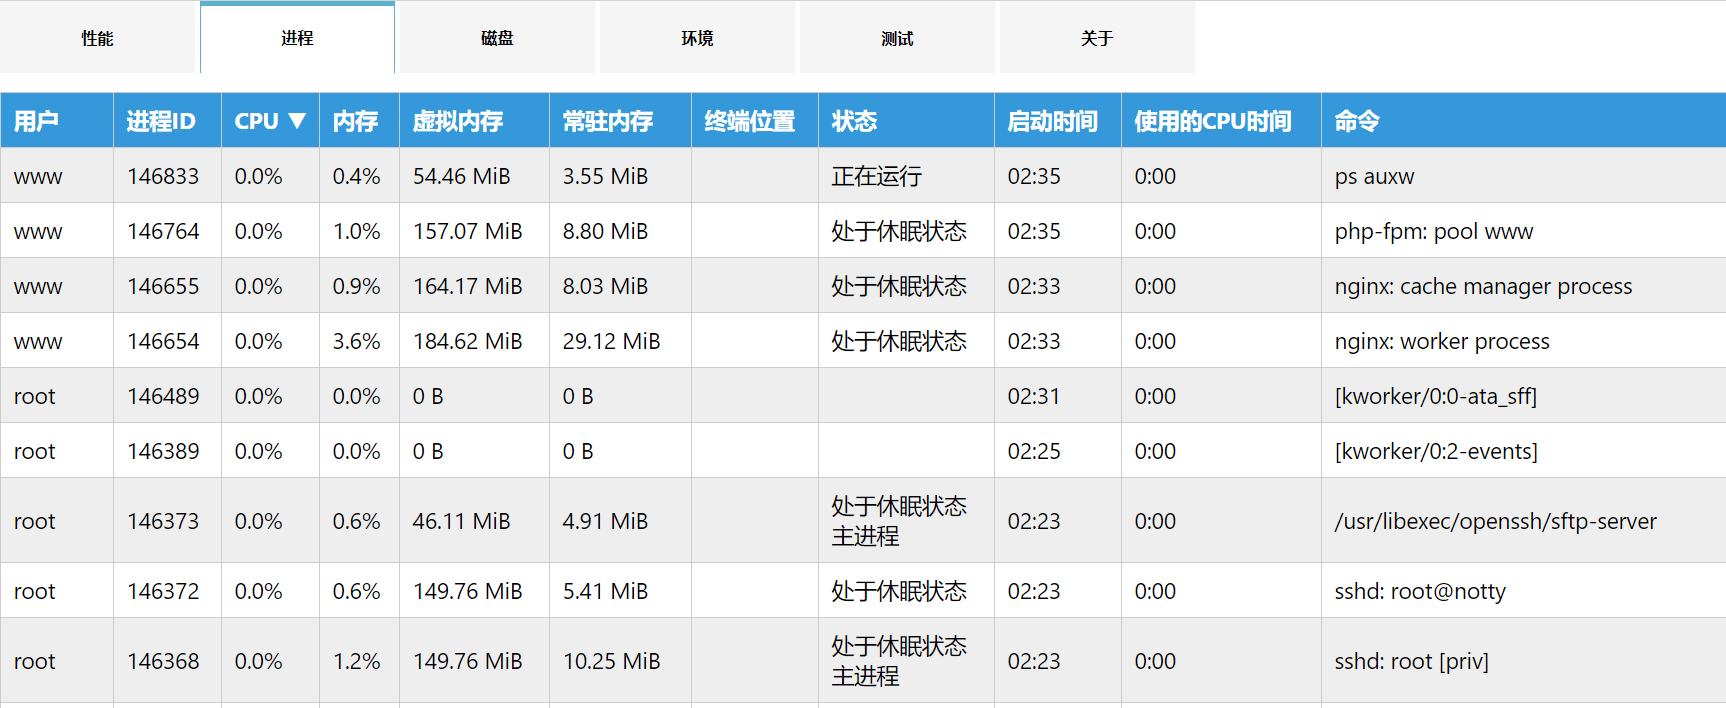 性能 进程 磁盘 环境 测试 关于
用户 进程ID CPU ▼ 内存 虚拟内存 常驻内存 终端位置 状态 启动时间 使用的CPU时间 命令
www 146833 0.0% 0.4% 54.46 MiB 3.55 MiB 正在运行 02:35 0:00 ps auxw
www 146764 0.0% 1.0% 157.07 MiB 8.80 MiB 处于休眠状态 02:35 0:00 php-fpm: pool www
www 146655 0.0% 0.9% 164.17 MiB 8.03 MiB 处于休眠状态 02:33 0:00 nginx: cache manager process
www 146654 0.0% 3.6% 184.62 MiB 29.12 MiB 处于休眠状态 02:33 0:00 nginx: worker process
root 146489 0.0% 0.0% 0 B 0 B 02:31 0:00 [kworker/0:0-ata_sff]
root 146389 0.0% 0.0% 0 B 0 B 02:25 0:00 [kworker/0:2-events]
root 146373 0.0% 0.6% 46.11 MiB 4.91 MiB 处于休眠状态 主进程 02:23 0:00 /usr/libexec/openssh/sftp-server
root 146372 0.0% 0.6% 149.76 MiB 5.41 MiB 处于休眠状态 02:23 0:00 sshd: root@notty
root 146368 0.0% 1.2% 149.76 MiB 10.25 MiB 处于休眠状态 主进程 02:23 0:00 sshd: root [priv]